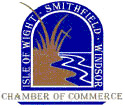 ISLE OF WIGHT · SMITHFIELD · WINDSOR
CHAMBER OF COMMERCE